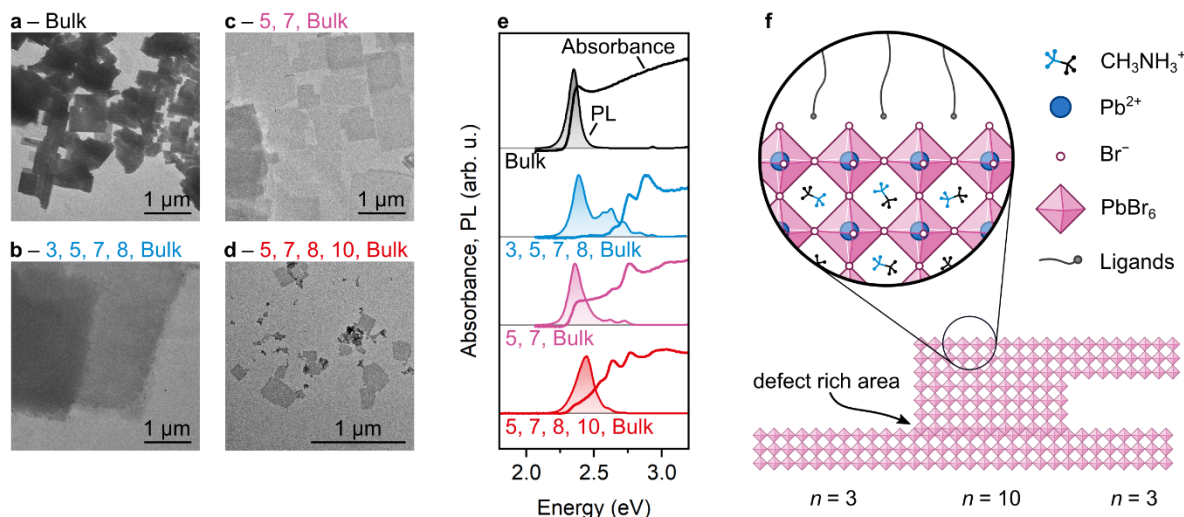 a – Bulk
1 µm
b – 3, 5, 7, 8, Bulk
1 µm
c – 5, 7, Bulk
1 µm
d – 5, 7, 8, 10, Bulk
1 µm
e
Absorbance, PL (arb. u.)
Absorbance
PL
Bulk
3, 5, 7, 8, Bulk
5, 7, Bulk
5, 7, 8, 10, Bulk
2.0 2.5 3.0
Energy (eV)
f
CH₃NH₃⁺
Pb²⁺
Br⁻
PbBr₆
Ligands
defect rich area
n = 3 n = 10 n = 3